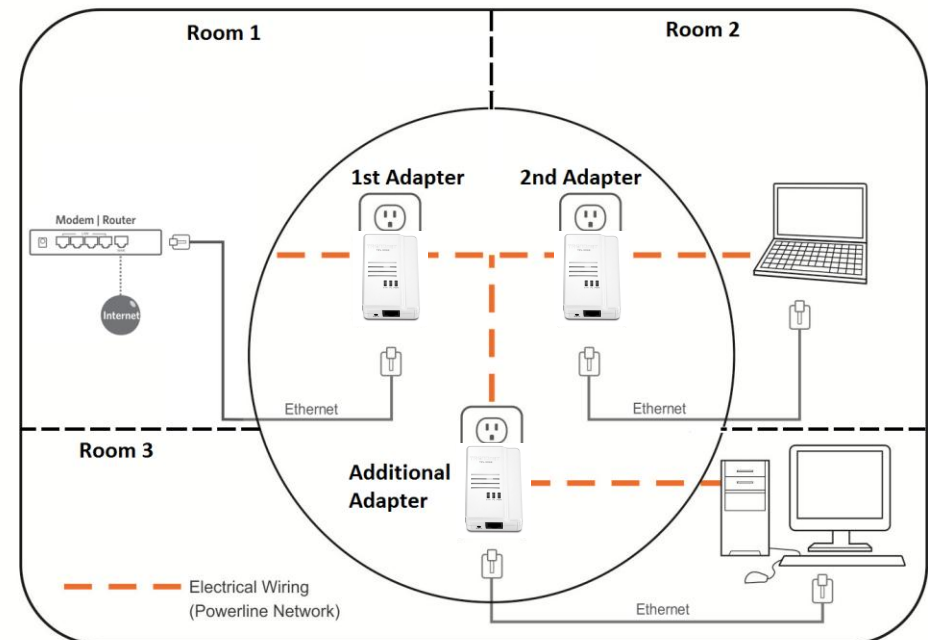 Room 1
Room 2
1st Adapter
2nd Adapter
Modem | Router
Internet
Ethernet
Ethernet
Room 3
Additional
Adapter
Electrical Wiring
(Powerline Network)
Ethernet